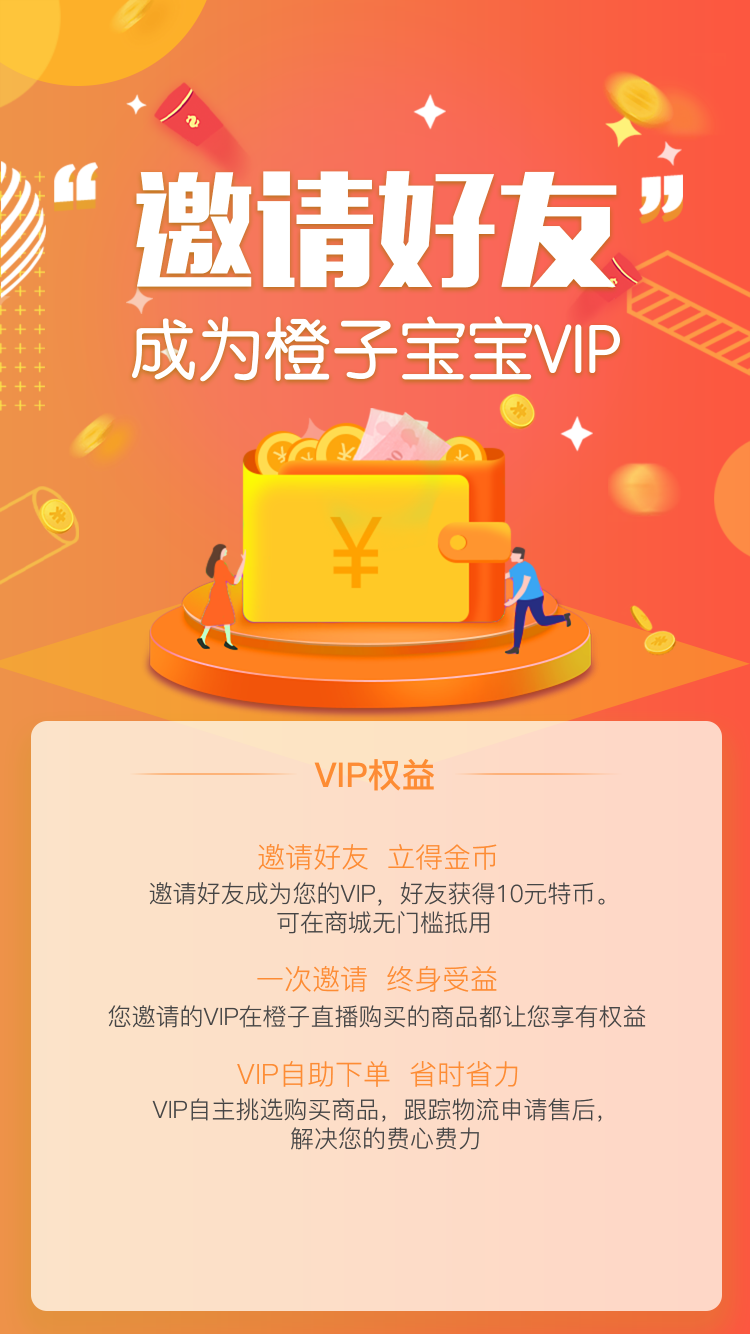 “邀请好友”
成为橙子宝宝VIP
¥
VIP权益
邀请好友 立得金币
邀请好友成为您的VIP，好友获得10元特币。
可在商城无门槛抵用
一次邀请 终身受益
您邀请的VIP在橙子直播购买的商品都让您享有权益
VIP自助下单 省时省力
VIP自主挑选购买商品，跟踪物流申请售后，
解决您的费心费力